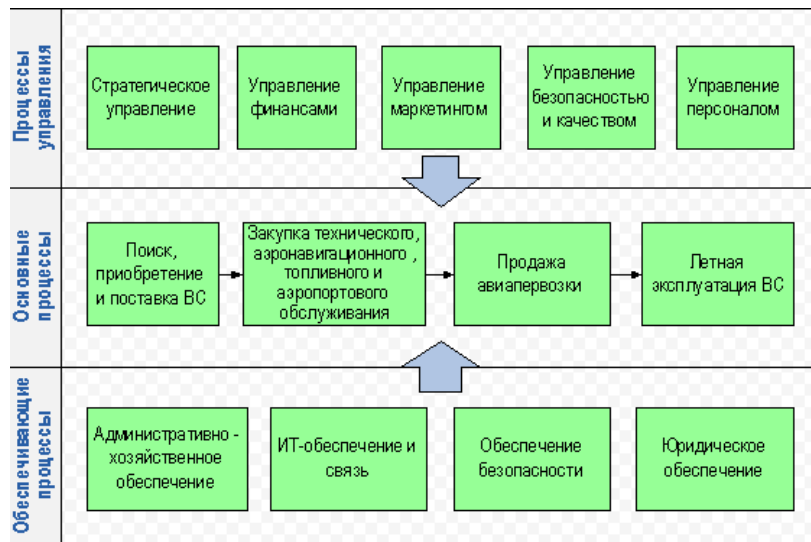 Процессы
управления
Стратегическое
управление
Управление
финансами
Управление
маркетингом
Управление
безопасностью
и качеством
Управление
персоналом
Основные
процессы
Поиск,
приобретение
и поставка ВС
Закупка технического,
аэронавигационного ,
топливного и
аэропортового
обслуживания
Продажа
авиапервозки
Летная
эксплуатация ВС
Обеспечивающие
процессы
Административно -
хозяйственное
обеспечение
ИТ-обеспечение и
связь
Обеспечение
безопасности
Юридическое
обеспечение